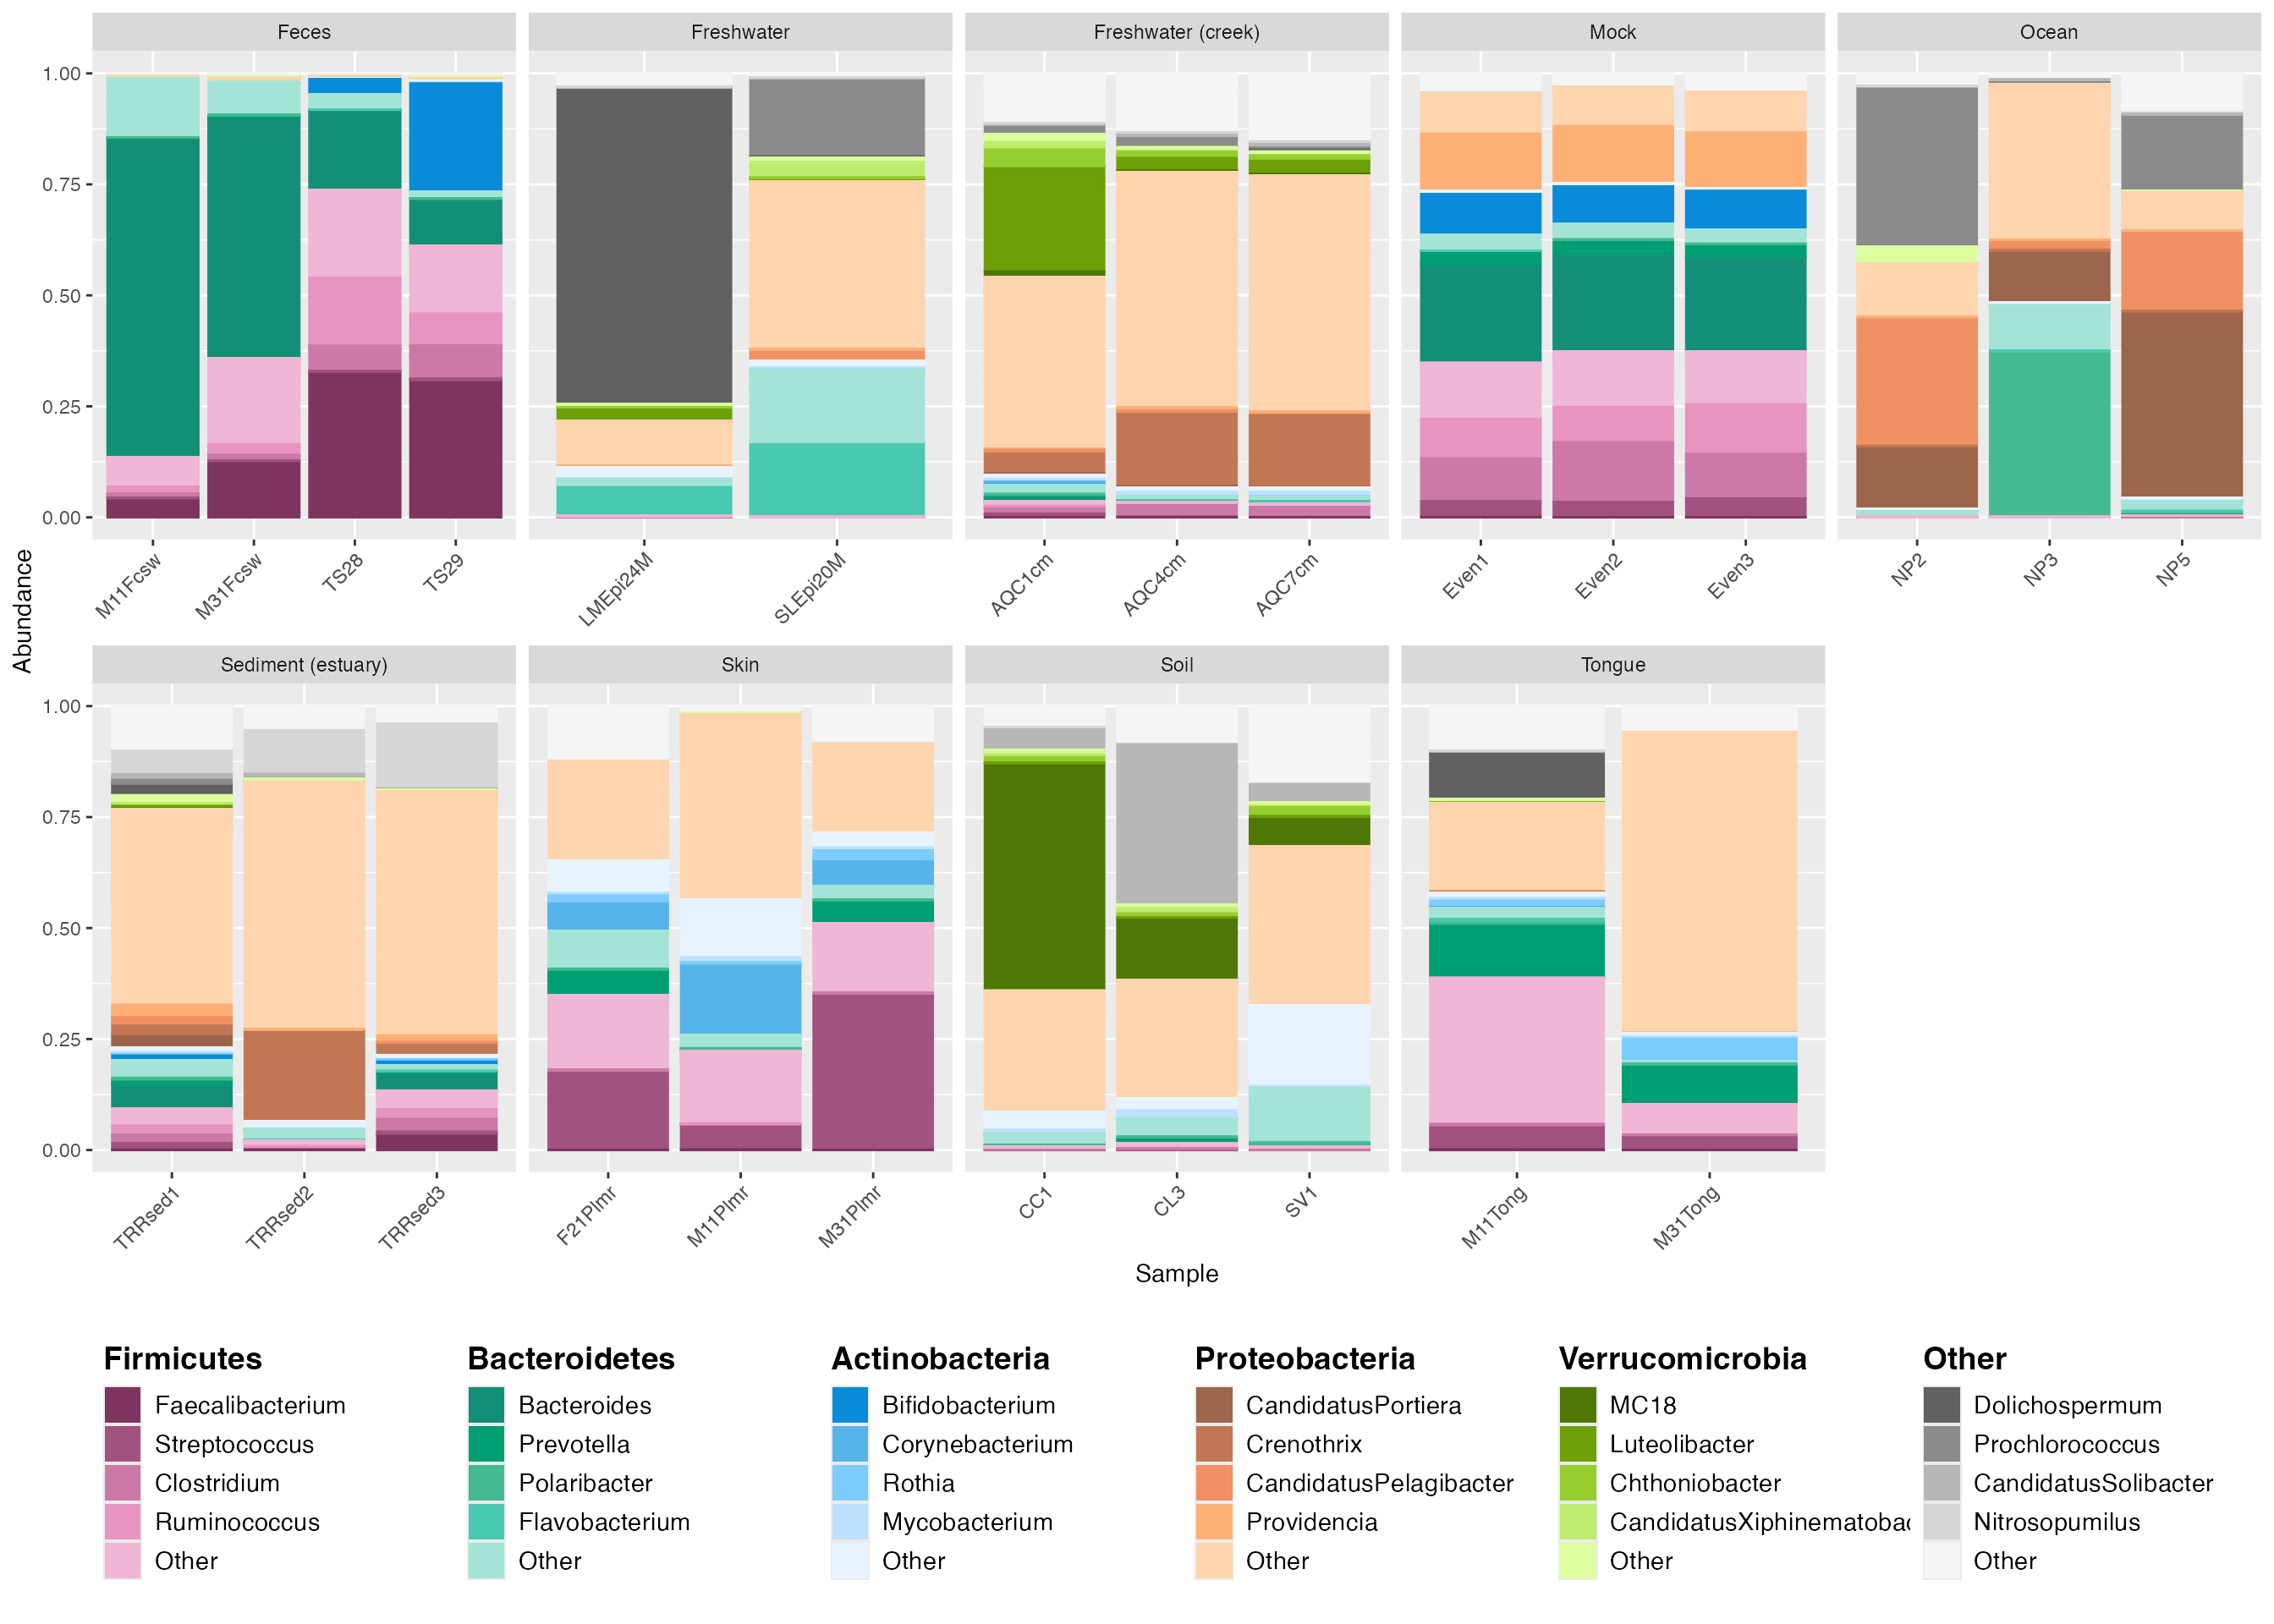 Feces Freshwater Freshwater (creek) Mock Ocean
1.00
0.75
0.50
0.25
0.00
M11Fcsw M31Fcsw TS28 TS29 LMEpi24M SLEpi20M AQC1cm AQC4cm AQC7cm Even1 Even2 Even3 NP2 NP3 NP5
Abundance
Sediment (estuary) Skin Soil Tongue
1.00
0.75
0.50
0.25
0.00
TRRsed1 TRRsed2 TRRsed3 F21Plmr M11Plmr M31Plmr CC1 CL3 SV1 M11Tong M31Tong
Sample
Firmicutes
Faecalibacterium
Streptococcus
Clostridium
Ruminococcus
Other
Bacteroidetes
Bacteroides
Prevotella
Polaribacter
Flavobacterium
Other
Actinobacteria
Bifidobacterium
Corynebacterium
Rothia
Mycobacterium
Other
Proteobacteria
CandidatusPortiera
Crenothrix
CandidatusPelagibacter
Providencia
Other
Verrucomicrobia
MC18
Luteolibacter
Chthoniobacter
CandidatusXiphinematobac
Other
Other
Dolichospermum
Prochlorococcus
CandidatusSolibacter
Nitrosopumilus
Other